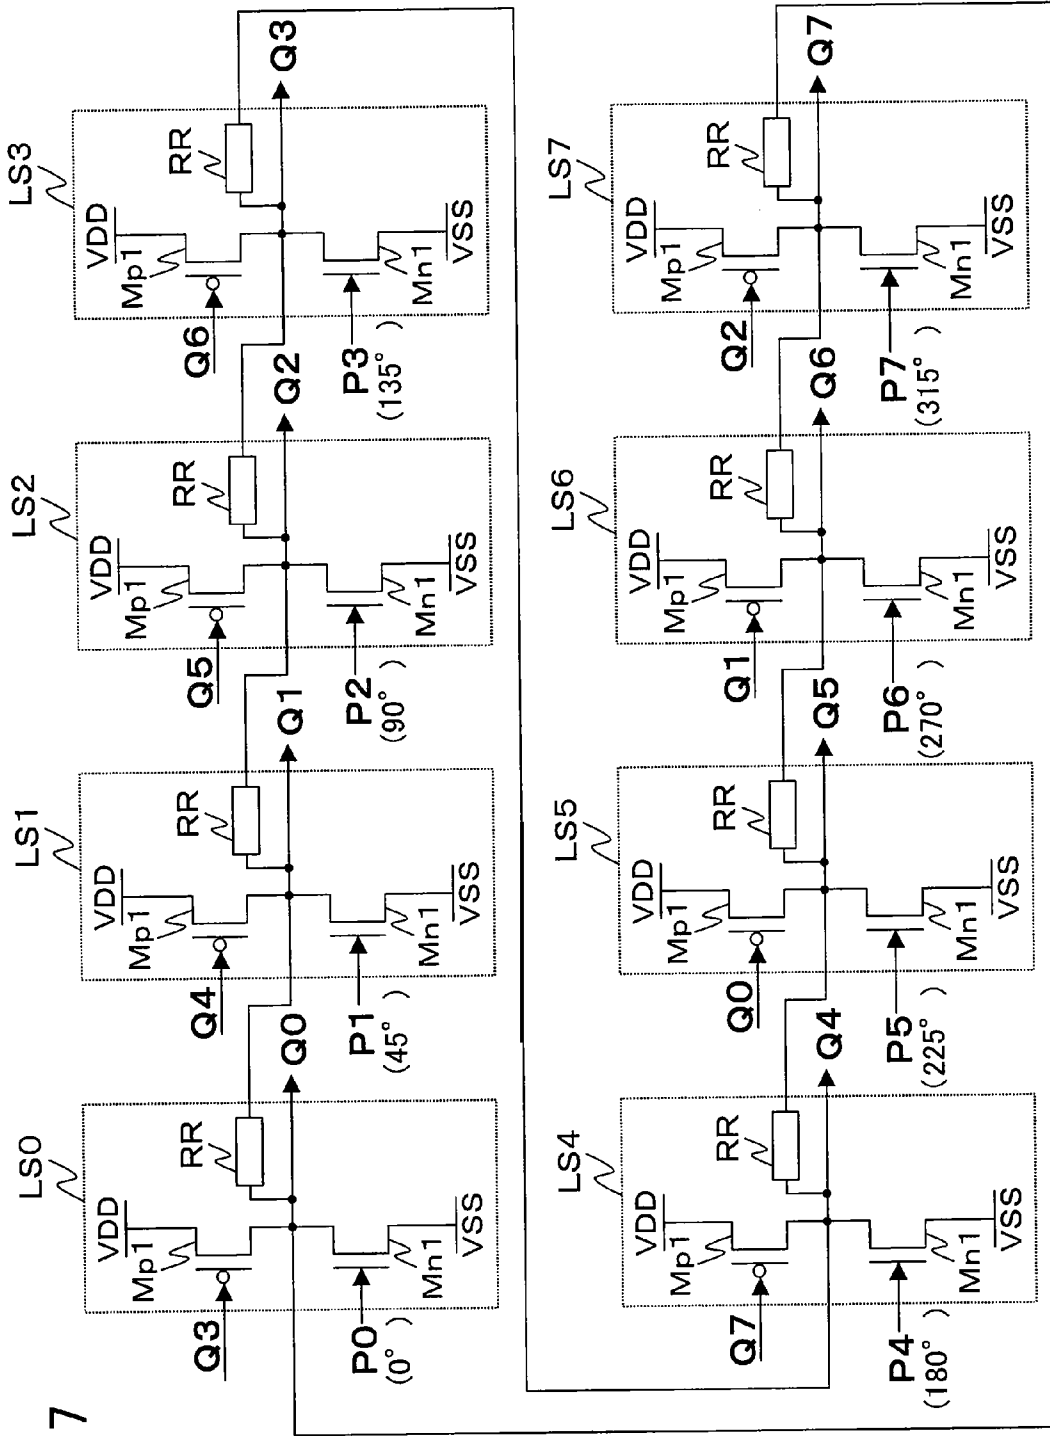 7
LS0
VDD
Mp1
Q3
RR
Q0
P0
(0°)
Mn1
VSS
LS1
VDD
Mp1
Q4
RR
Q1
P1
(45°)
Mn1
VSS
LS2
VDD
Mp1
Q5
RR
Q2
P2
(90°)
Mn1
VSS
LS3
VDD
Mp1
Q6
RR
Q3
P3
(135°)
Mn1
VSS
LS4
VDD
Mp1
Q7
RR
Q4
P4
(180°)
Mn1
VSS
LS5
VDD
Mp1
Q0
RR
Q5
P5
(225°)
Mn1
VSS
LS6
VDD
Mp1
Q1
RR
Q6
P6
(270°)
Mn1
VSS
LS7
VDD
Mp1
Q2
RR
Q7
P7
(315°)
Mn1
VSS